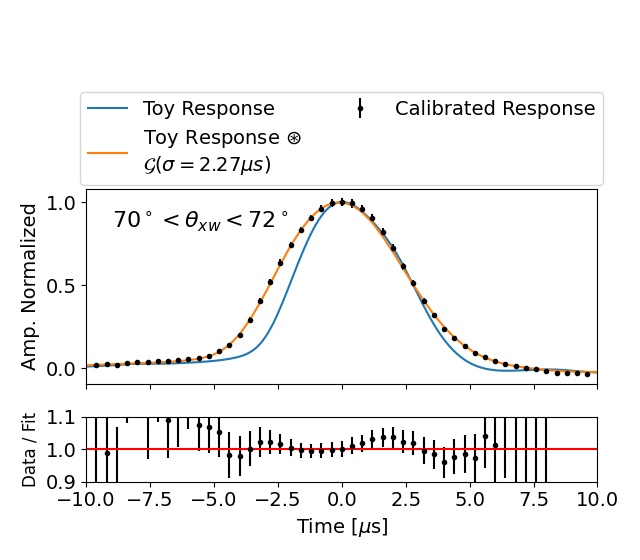 Toy Response
Calibrated Response
Toy Response ⊛
𝒢(σ = 2.27μs)
70° < θxw < 72°
Amp. Normalized
1.0
0.5
0.0
Data / Fit
1.1
1.0
0.9
−10.0 −7.5 −5.0 −2.5 0.0 2.5 5.0 7.5 10.0
Time [μs]